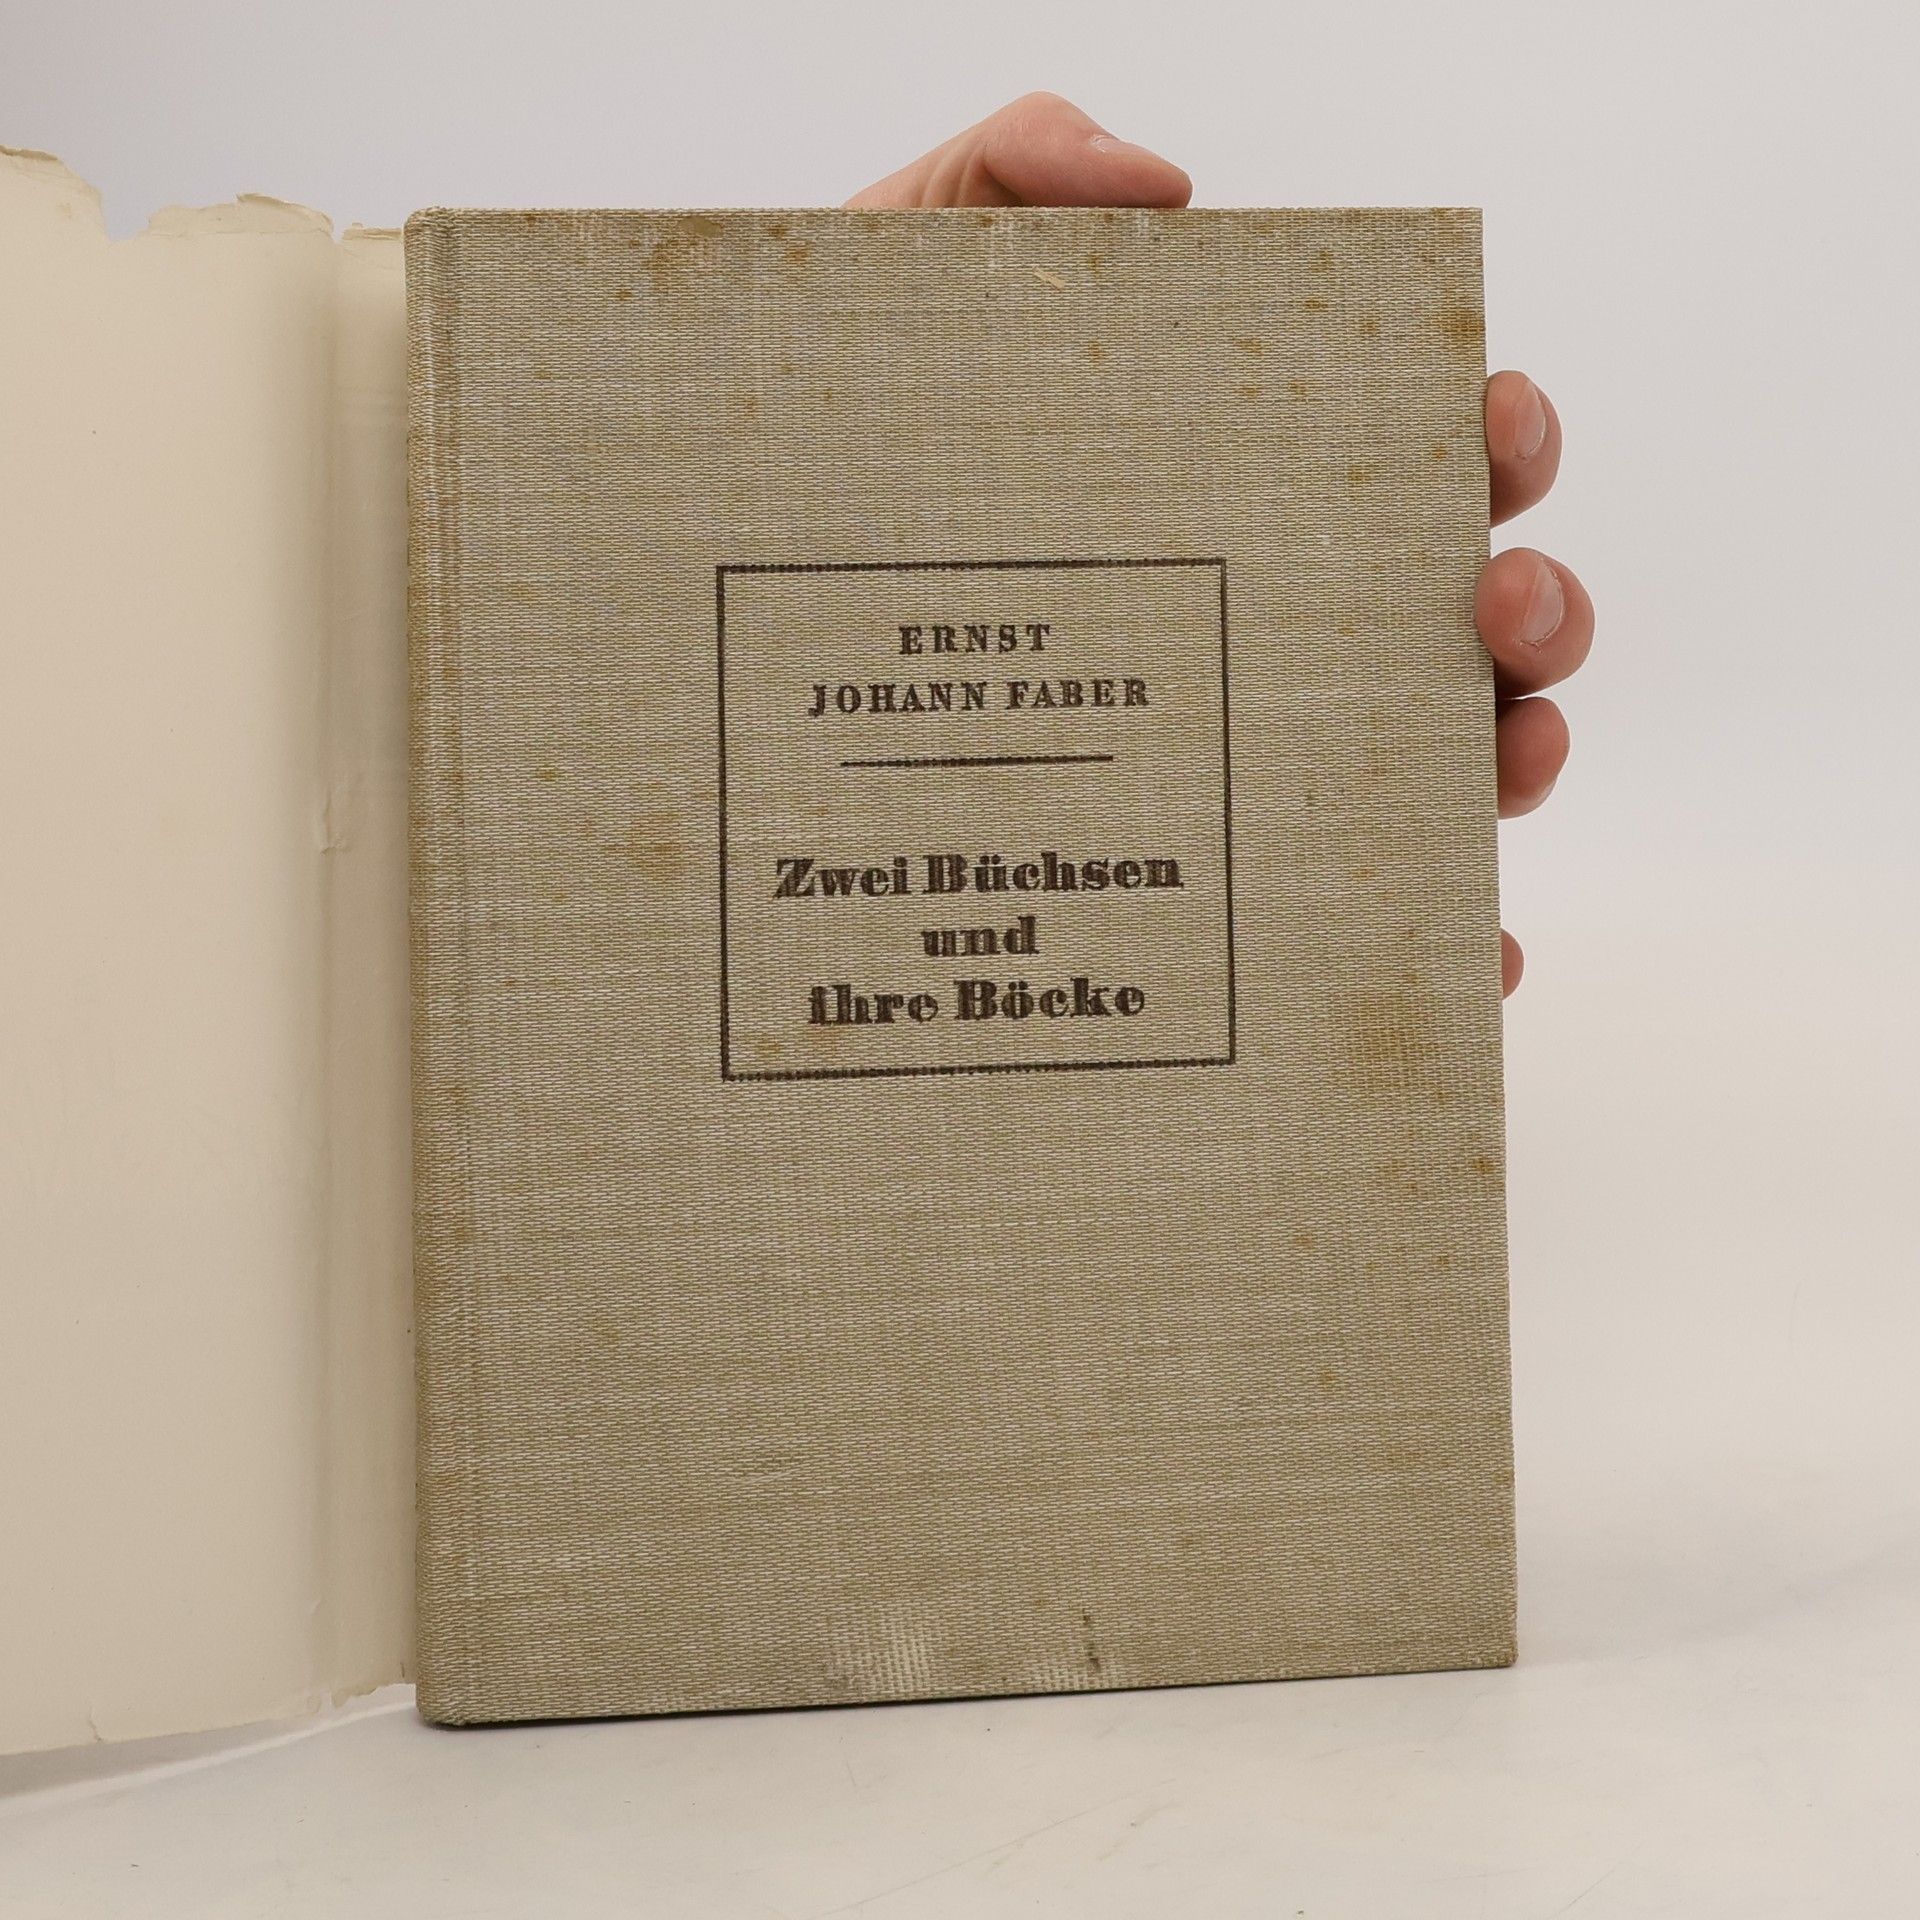 ERNST
JOHANN FABER
Zwei Büchsen
und
ihre Böcke